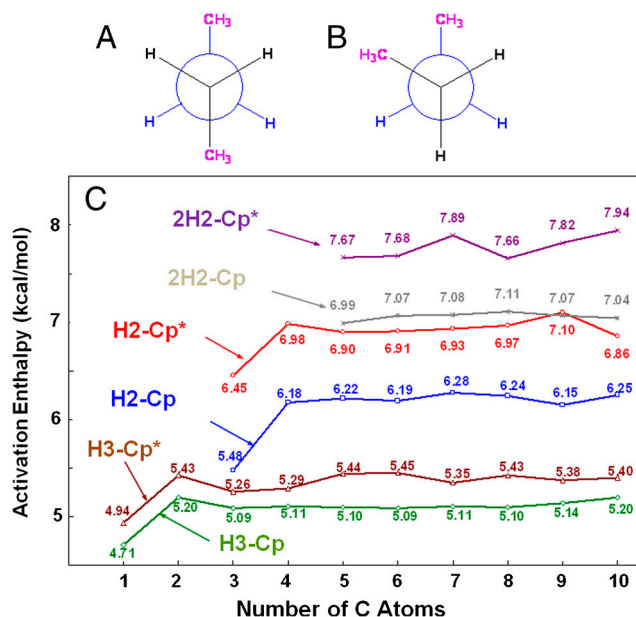 A
CH₃
H H
H H
CH₃
B
CH₃
H₃C H
H H
H
C
Activation Enthalpy (kcal/mol)
8
7
6
5
2H2-Cp*
7.67 7.68 7.89 7.66 7.82 7.94
2H2-Cp
6.99 7.07 7.08 7.11 7.07 7.04
H2-Cp*
6.45 6.98 6.90 6.91 6.93 6.97 7.10 6.86
H2-Cp
5.48 6.18 6.22 6.19 6.28 6.24 6.15 6.25
H3-Cp*
4.94 5.43 5.26 5.29 5.44 5.45 5.35 5.43 5.38 5.40
4.71 5.20 5.09 5.11 5.10 5.09 5.11 5.10 5.14 5.20
H3-Cp
1 2 3 4 5 6 7 8 9 10
Number of C Atoms